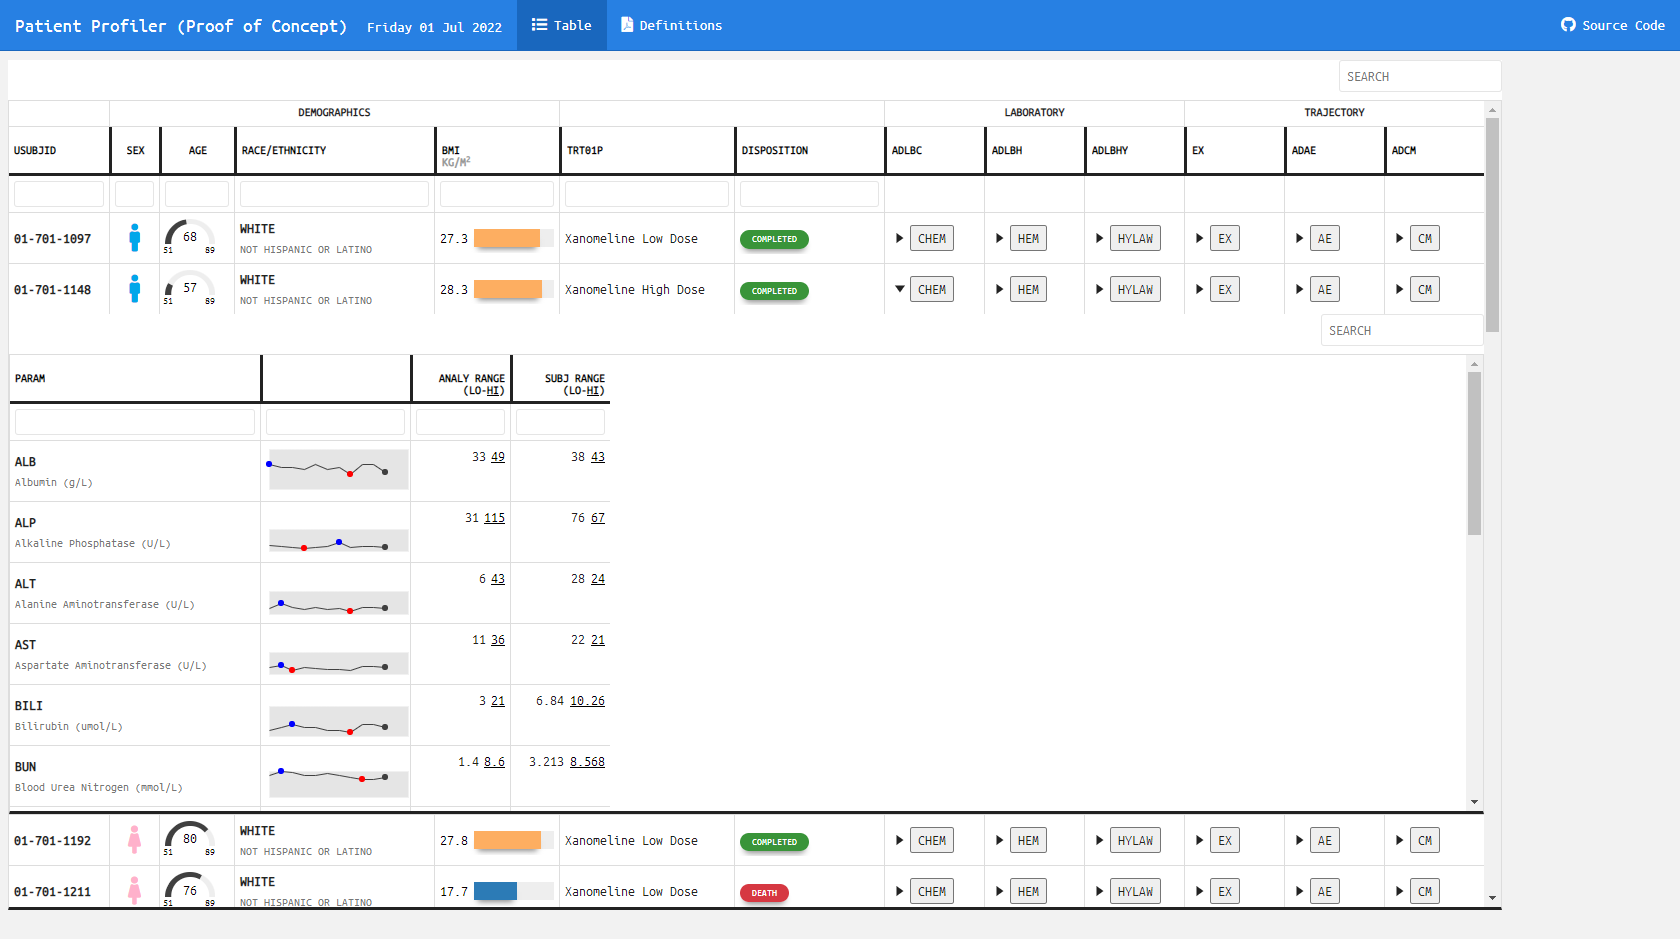 Patient Profiler (Proof of Concept) Friday 01 Jul 2022 Table Definitions Source Code
SEARCH
DEMOGRAPHICS LABORATORY TRAJECTORY
USUBJID SEX AGE RACE/ETHNICITY BMI TRT01P DISPOSITION ADLBC ADLBH ADLBHY EX ADAE ADCM
KG/M²
01-701-1097 68 51 89 WHITE 27.3 Xanomeline Low Dose COMPLETED CHEM HEM HYLAW EX AE CM
NOT HISPANIC OR LATINO
01-701-1148 57 51 89 WHITE 28.3 Xanomeline High Dose COMPLETED CHEM HEM HYLAW EX AE CM
NOT HISPANIC OR LATINO
SEARCH
PARAM ANALY RANGE SUBJ RANGE
(LO-HI) (LO-HI)
ALB 33 49 38 43
Albumin (g/L)
ALP 31 115 76 67
Alkaline Phosphatase (U/L)
ALT 6 43 28 24
Alanine Aminotransferase (U/L)
AST 11 36 22 21
Aspartate Aminotransferase (U/L)
BILI 3 21 6.84 10.26
Bilirubin (umol/L)
BUN 1.4 8.6 3.213 8.568
Blood Urea Nitrogen (mmol/L)
01-701-1192 80 51 89 WHITE 27.8 Xanomeline Low Dose COMPLETED CHEM HEM HYLAW EX AE CM
NOT HISPANIC OR LATINO
01-701-1211 76 51 89 WHITE 17.7 Xanomeline Low Dose DEATH CHEM HEM HYLAW EX AE CM
NOT HISPANIC OR LATINO